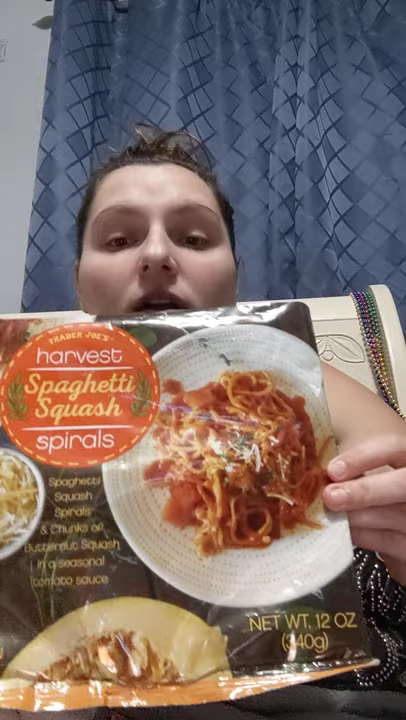 TRADER JOE'S
harvest
Spaghetti
Squash
spirals
Spaghetti
Squash
Spirals
& Chunks of
Butternut Squash
in a seasonal
tomato sauce
NET WT. 12 OZ
(340g)